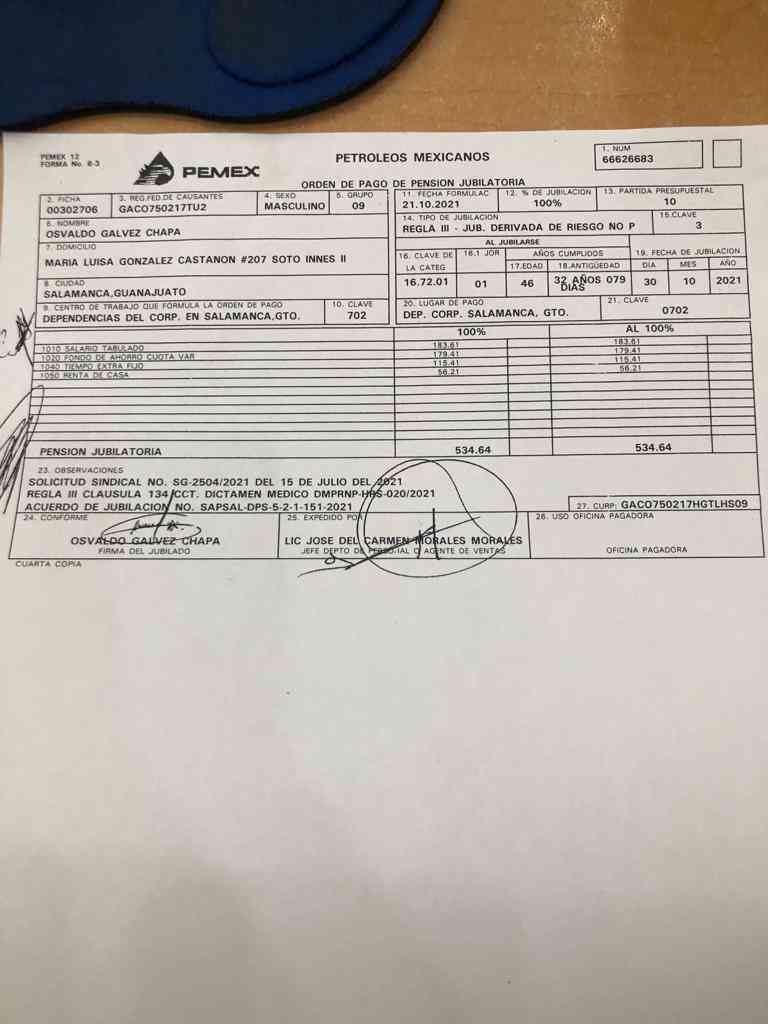 PEMEX 12
FORMA No. 8-3
PEMEX
PETROLEOS MEXICANOS
1. NUM
66626683
ORDEN DE PAGO DE PENSION JUBILATORIA
2. FICHA
00302706
3. REG.FED.DE CAUSANTES
GACO750217TU2
4. SEXO
MASCULINO
5. GRUPO
09
11. FECHA FORMULAC
21.10.2021
12. % DE JUBILACION
100%
13. PARTIDA PRESUPUESTAL
10
6. NOMBRE
OSVALDO GALVEZ CHAPA
14. TIPO DE JUBILACION
REGLA III - JUB. DERIVADA DE RIESGO NO P
15.CLAVE
3
7. DOMICILIO
MARIA LUISA GONZALEZ CASTANON #207 SOTO INNES II
AL JUBILARSE
16. CLAVE DE LA CATEG
16.72.01
16.1 JOR
01
AÑOS CUMPLIDOS
17.EDAD
46
18.ANTIGÜEDAD
32 AÑOS 079 DIAS
19. FECHA DE JUBILACION
DIA MES AÑO
30 10 2021
8. CIUDAD
SALAMANCA,GUANAJUATO
9. CENTRO DE TRABAJO QUE FORMULA LA ORDEN DE PAGO
DEPENDENCIAS DEL CORP. EN SALAMANCA,GTO.
10. CLAVE
702
20. LUGAR DE PAGO
DEP. CORP. SALAMANCA, GTO.
21. CLAVE
0702
100% AL 100%
1010 SALARIO TABULADO 183.61 183.61
1020 FONDO DE AHORRO CUOTA VAR 179.41 179.41
1040 TIEMPO EXTRA FIJO 115.41 115.41
1050 RENTA DE CASA 56.21 56.21
PENSION JUBILATORIA 534.64 534.64
23. OBSERVACIONES
SOLICITUD SINDICAL NO. SG-2504/2021 DEL 15 DE JULIO DEL 2021
REGLA III CLAUSULA 134 CCT. DICTAMEN MEDICO DMPRNP-HRS-020/2021
ACUERDO DE JUBILACION NO. SAPSAL-DPS-5-2-1-151-2021
27. CURP: GACO750217HGTLHS09
24. CONFORME
OSVALDO GALVEZ CHAPA
FIRMA DEL JUBILADO
25. EXPEDIDO POR
LIC JOSE DEL CARMEN MORALES MORALES
JEFE DEPTO DE PERSONAL O AGENTE DE VENTAS
26. USO OFICINA PAGADORA
OFICINA PAGADORA
CUARTA COPIA